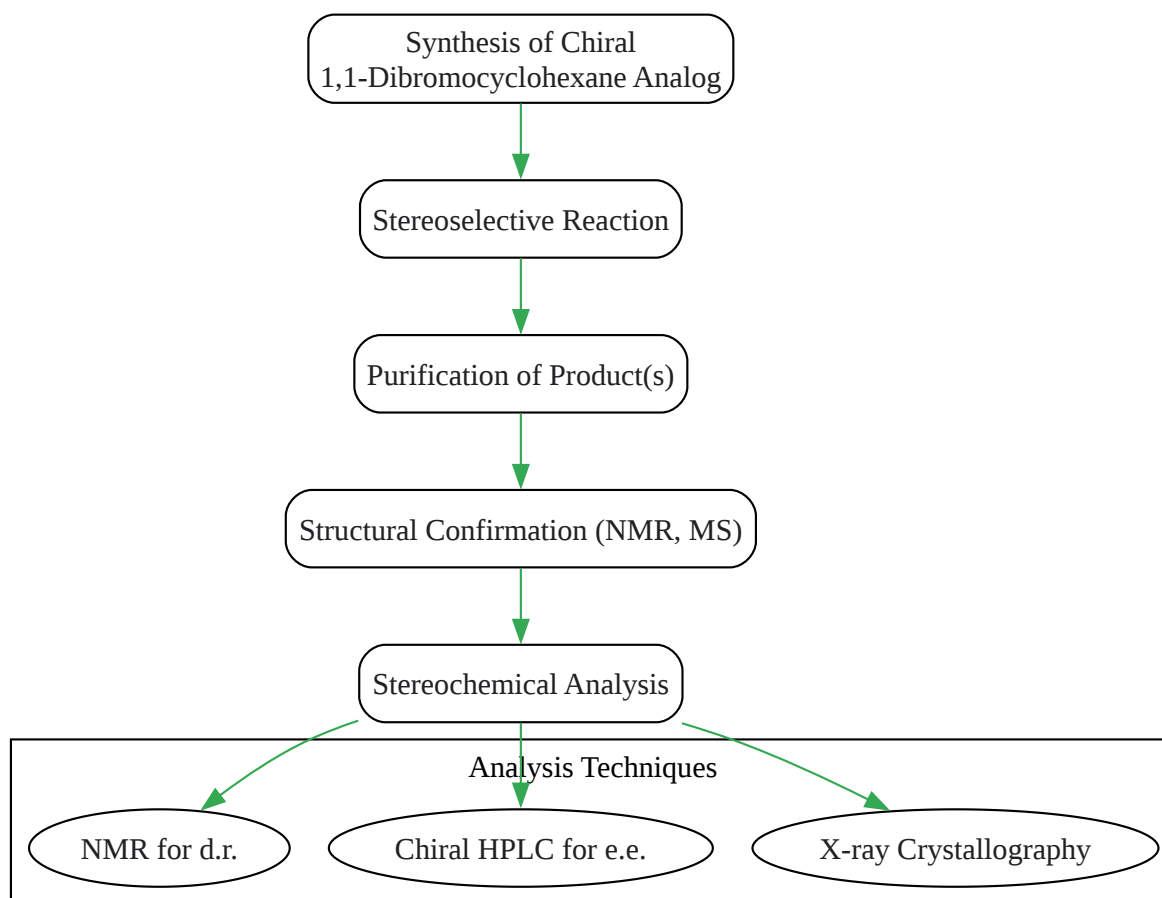 Synthesis of Chiral
1,1-Dibromocyclohexane Analog
Stereoselective Reaction
Purification of Product(s)
Structural Confirmation (NMR, MS)
Stereochemical Analysis
Analysis Techniques
NMR for d.r.
Chiral HPLC for e.e.
X-ray Crystallography